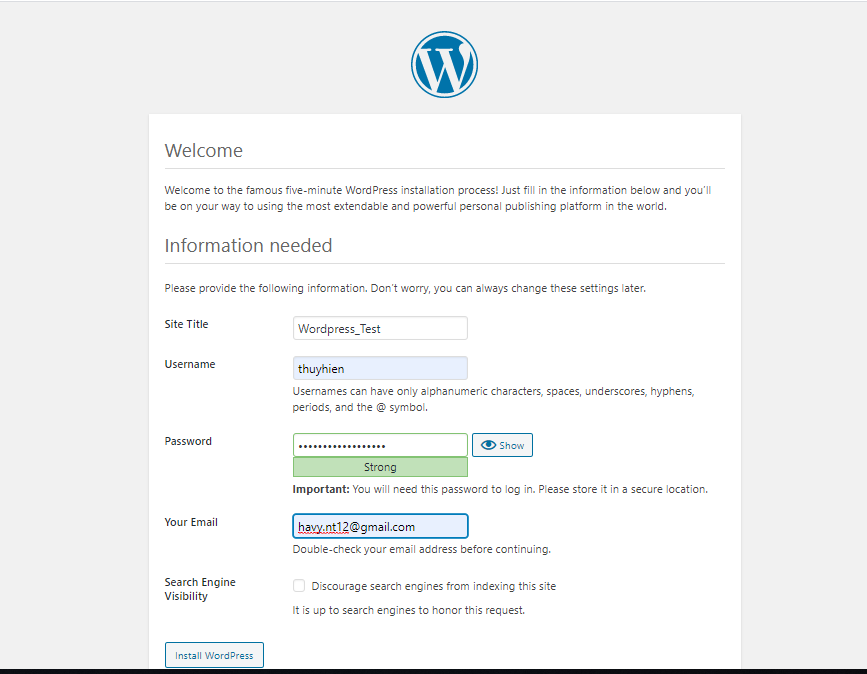 Welcome
Welcome to the famous five-minute WordPress installation process! Just fill in the information below and you'll
be on your way to using the most extendable and powerful personal publishing platform in the world.
Information needed
Please provide the following information. Don't worry, you can always change these settings later.
Site Title
Wordpress_Test
Username
thuyhien
Usernames can have only alphanumeric characters, spaces, underscores, hyphens,
periods, and the @ symbol.
Password
••••••••••••••••••
Show
Strong
Important: You will need this password to log in. Please store it in a secure location.
Your Email
havy.nt12@gmail.com
Double-check your email address before continuing.
Search Engine
Visibility
Discourage search engines from indexing this site
It is up to search engines to honor this request.
Install WordPress